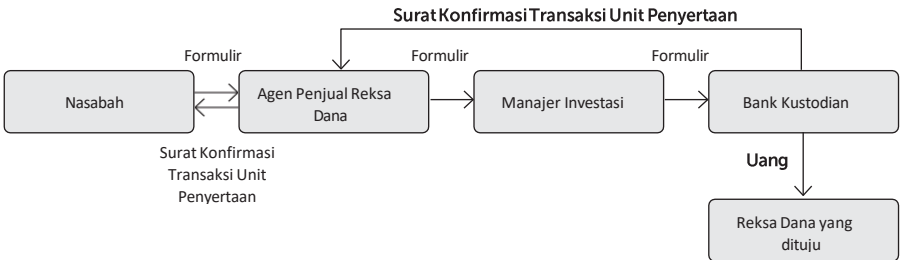 Surat Konfirmasi Transaksi Unit Penyertaan
Formulir
Formulir
Formulir
Nasabah
Agen Penjual Reksa
Dana
Manajer Investasi
Bank Kustodian
Surat Konfirmasi
Transaksi Unit
Penyertaan
Uang
Reksa Dana yang
dituju